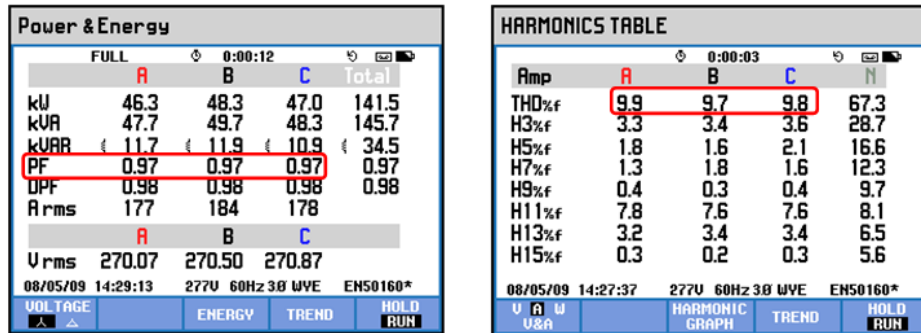 Power & Energy
FULL 0:00:12
A B C Total
kW 46.3 48.3 47.0 141.5
kVA 47.7 49.7 48.3 145.7
kVAR 11.7 11.9 10.9 34.5
PF 0.97 0.97 0.97 0.97
DPF 0.98 0.98 0.98 0.98
A rms 177 184 178
A B C
V rms 270.07 270.50 270.87
08/05/09 14:29:13 277V 60Hz 3Ø WYE EN50160*
VOLTAGE ENERGY TREND HOLD
RUN
HARMONICS TABLE
0:00:03
Amp A B C N
THD%f 9.9 9.7 9.8 67.3
H3%f 3.3 3.4 3.6 28.7
H5%f 1.8 1.6 2.1 16.6
H7%f 1.3 1.8 1.6 12.3
H9%f 0.4 0.3 0.4 9.7
H11%f 7.8 7.6 7.6 8.1
H13%f 3.2 3.4 3.4 6.5
H15%f 0.3 0.2 0.3 5.6
08/05/09 14:27:37 277V 60Hz 3Ø WYE EN50160*
V A W HARMONIC TREND HOLD
V&A GRAPH RUN